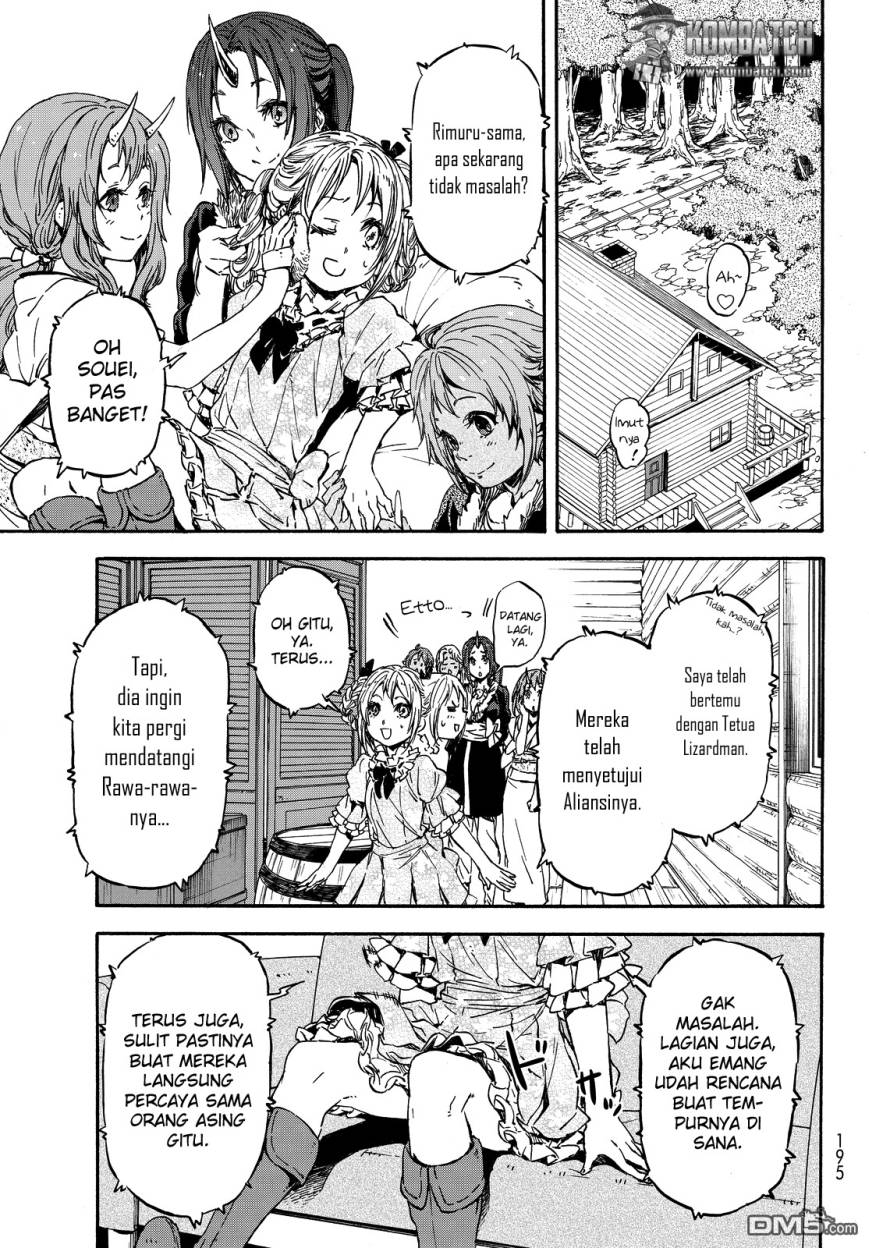 KOMBATCH
www.kombatch.com
Ah~
♡
Imut
nya
!
Rimuru-sama,
apa sekarang
tidak masalah?
OH
SOUEI,
PAS
BANGET!
Tidak masalah,
kah..?
Saya telah
bertemu
dengan Tetua
Lizardman.
Mereka
telah
menyetujui
Aliansinya.
DATANG
LAGI,
YA.
Etto...
OH GITU,
YA.
TERUS...
Tapi,
dia ingin
kita pergi
mendatangi
Rawa-rawa-
nya...
GAK
MASALAH.
LAGIAN JUGA,
AKU EMANG
UDAH RENCANA
BUAT TEM-
PURNYA DI
SANA.
ドド
TERUS JUGA,
SULIT PASTINYA
BUAT MEREKA
LANGSUNG
PERCAYA SAMA
ORANG ASING
GITU.
195
DM5.com